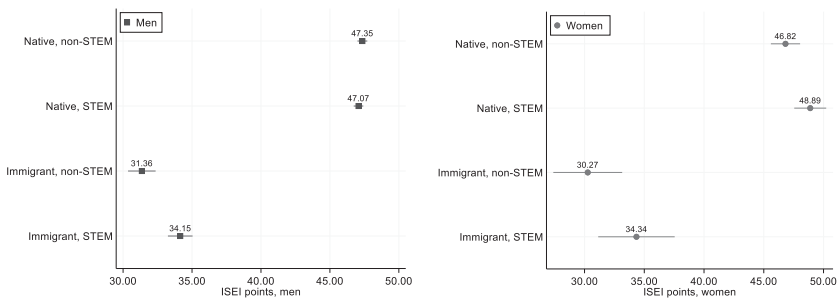 Men
Native, non-STEM
47.35
Native, STEM
47.07
Immigrant, non-STEM
31.36
Immigrant, STEM
34.15
30.00 35.00 40.00 45.00 50.00
ISEI points, men
Women
Native, non-STEM
46.82
Native, STEM
48.89
Immigrant, non-STEM
30.27
Immigrant, STEM
34.34
30.00 35.00 40.00 45.00 50.00
ISEI points, women